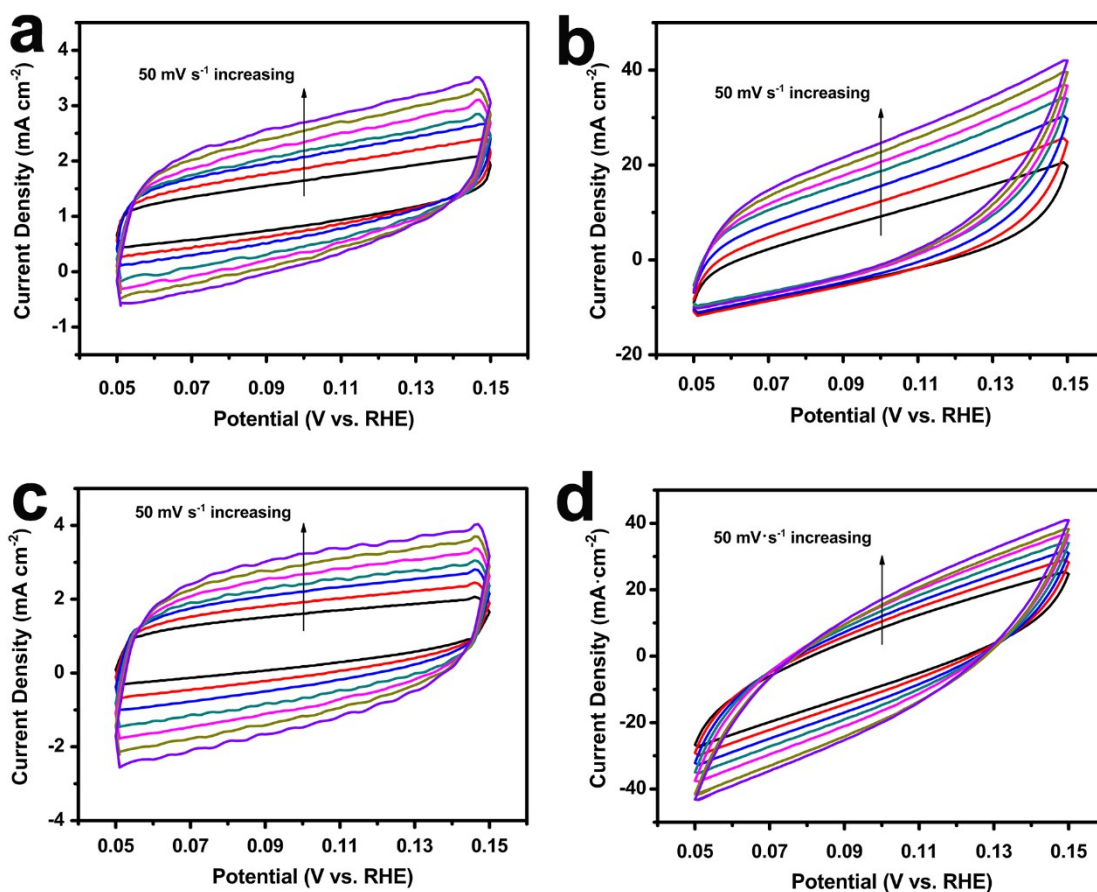 a
50 mV s⁻¹ increasing
4
3
2
1
0
-1
Current Density (mA cm⁻²)
0.05 0.07 0.09 0.11 0.13 0.15
Potential (V vs. RHE)
b
50 mV s⁻¹ increasing
40
20
0
-20
Current Density (mA cm⁻²)
0.05 0.07 0.09 0.11 0.13 0.15
Potential (V vs. RHE)
c
50 mV s⁻¹ increasing
4
2
0
-2
-4
Current Density (mA cm⁻²)
0.05 0.07 0.09 0.11 0.13 0.15
Potential (V vs. RHE)
d
50 mV·s⁻¹ increasing
40
20
0
-20
-40
Current Density (mA·cm⁻²)
0.05 0.07 0.09 0.11 0.13 0.15
Potential (V vs. RHE)